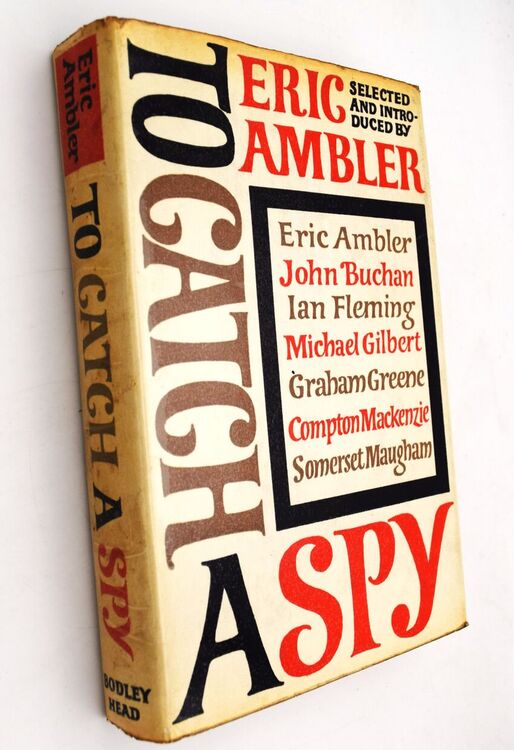 Eric
Ambler
TO CATCH A SPY
BODLEY
HEAD
TO CATCH
A SPY
SELECTED
AND INTRO-
DUCED BY
ERIC
AMBLER
Eric Ambler
John Buchan
Ian Fleming
Michael Gilbert
Graham Greene
Compton Mackenzie
Somerset Maugham